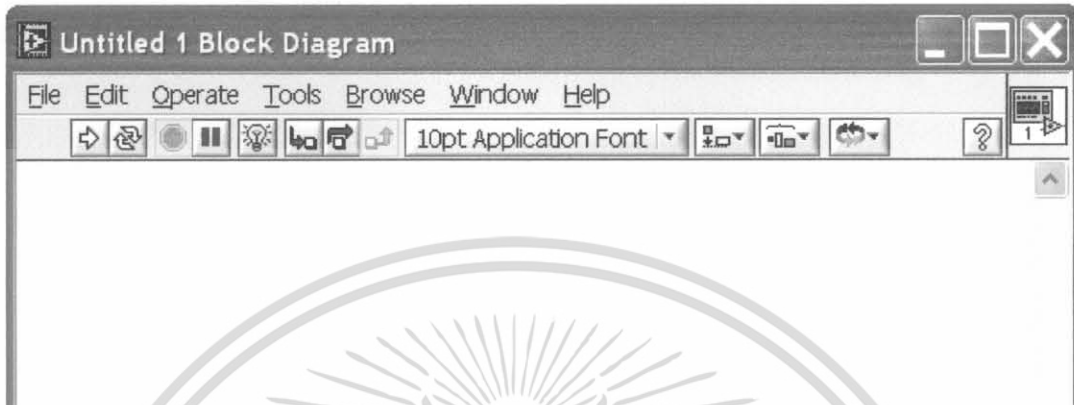 Untitled 1 Block Diagram
File Edit Operate Tools Browse Window Help
10pt Application Font
1